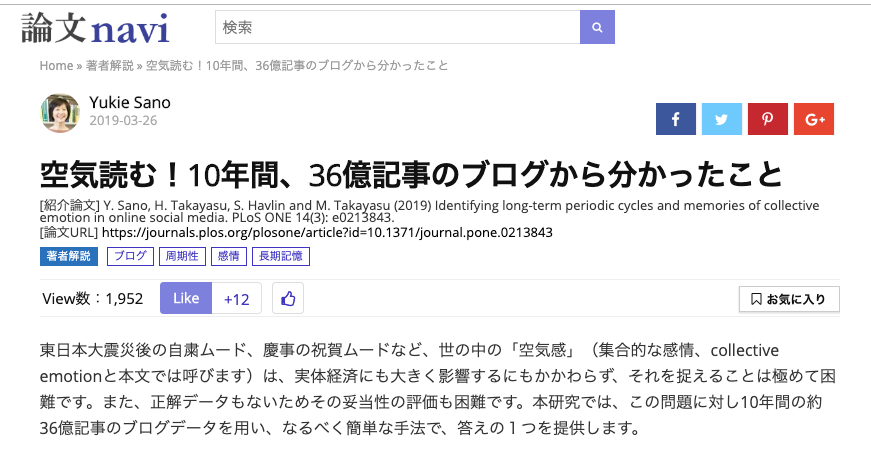 論文navi
検索
Home » 著者解説 » 空気読む！10年間、36億記事のブログから分かったこと
Yukie Sano
2019-03-26
空気読む！10年間、36億記事のブログから分かったこと
[紹介論文] Y. Sano, H. Takayasu, S. Havlin and M. Takayasu (2019) Identifying long-term periodic cycles and memories of collective
emotion in online social media. PLoS ONE 14(3): e0213843.
[論文URL] https://journals.plos.org/plosone/article?id=10.1371/journal.pone.0213843
著者解説 ブログ 周期性 感情 長期記憶
View数：1,952 Like +12 お気に入り
東日本大震災後の自粛ムード、慶事の祝賀ムードなど、世の中の「空気感」（集合的な感情、collective
emotionと本文では呼びます）は、実体経済にも大きく影響するにもかかわらず、それを捉えることは極めて困
難です。また、正解データもないためその妥当性の評価も困難です。本研究では、この問題に対し10年間の約
36億記事のブログデータを用い、なるべく簡単な手法で、答えの１つを提供します。